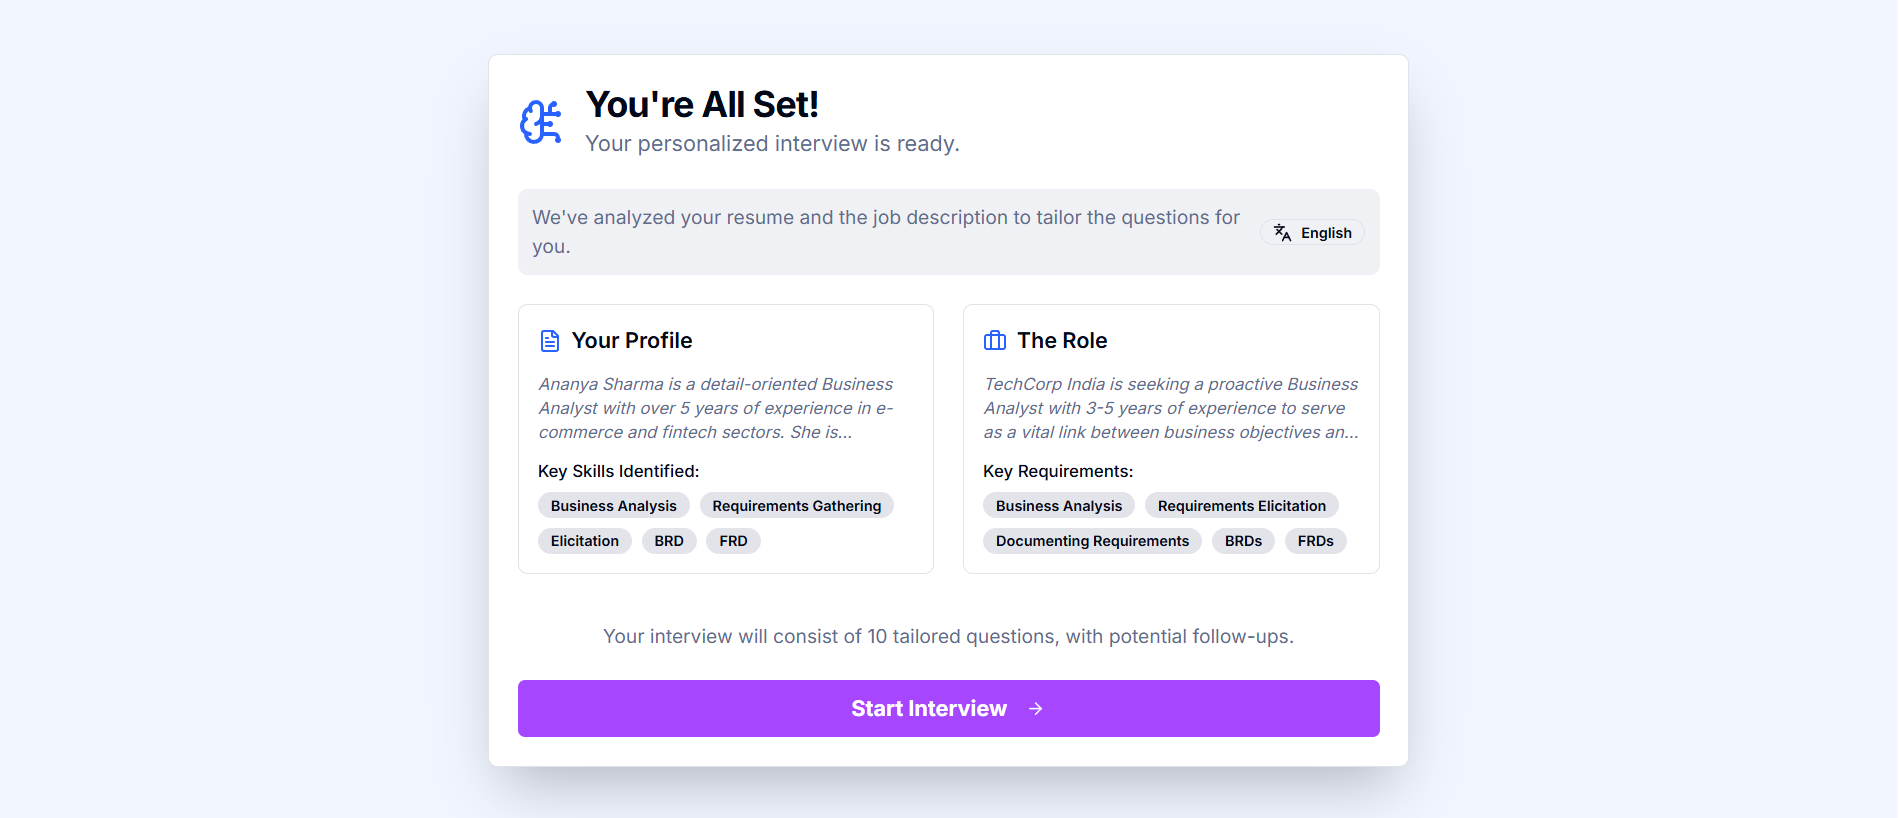 You're All Set!
Your personalized interview is ready.
We've analyzed your resume and the job description to tailor the questions for
you.
English
Your Profile
Ananya Sharma is a detail-oriented Business
Analyst with over 5 years of experience in e-
commerce and fintech sectors. She is...
Key Skills Identified:
Business Analysis
Requirements Gathering
Elicitation
BRD
FRD
The Role
TechCorp India is seeking a proactive Business
Analyst with 3-5 years of experience to serve
as a vital link between business objectives an...
Key Requirements:
Business Analysis
Requirements Elicitation
Documenting Requirements
BRDs
FRDs
Your interview will consist of 10 tailored questions, with potential follow-ups.
Start Interview →